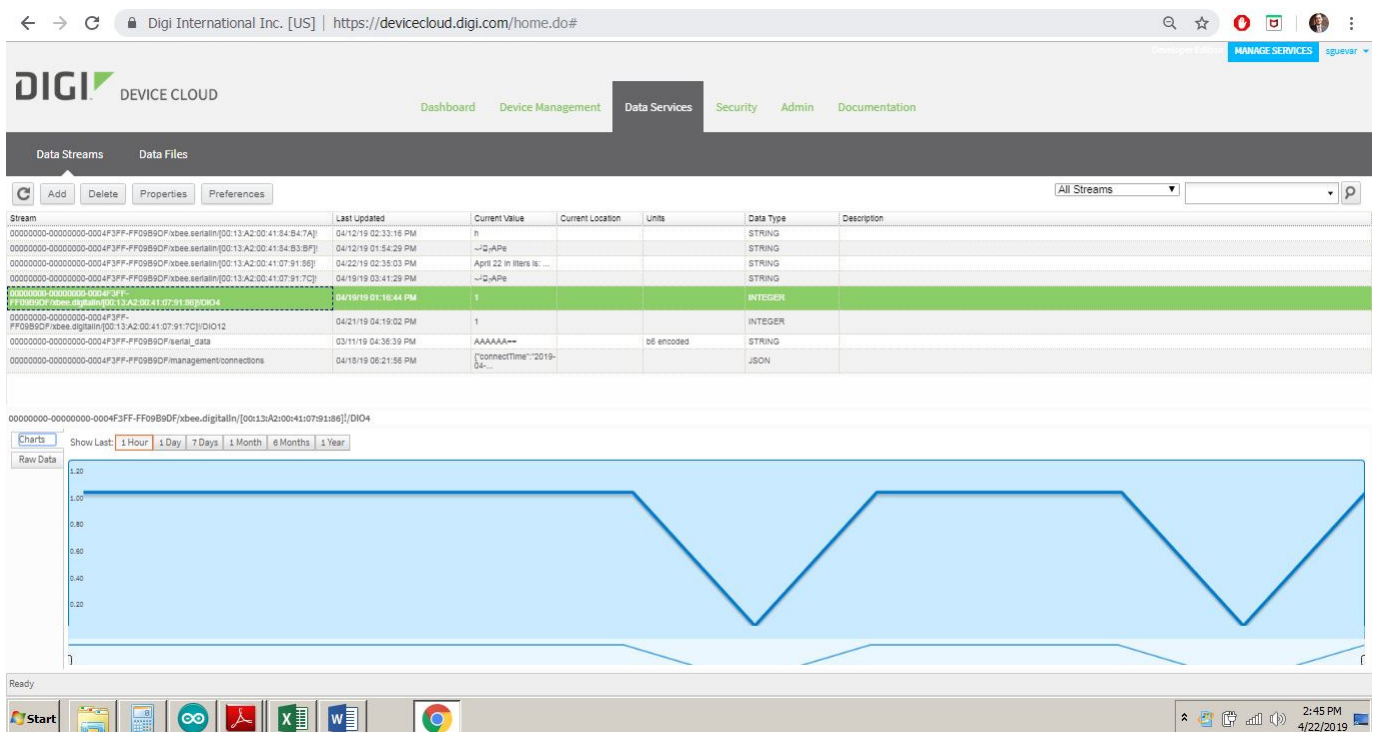 Digi International Inc. [US] | https://devicecloud.digi.com/home.do#
MANAGE SERVICES sguevar
DIGI DEVICE CLOUD
Dashboard Device Management Data Services Security Admin Documentation
Data Streams Data Files
Add Delete Properties Preferences All Streams
Stream Last Updated Current Value Current Location Units Data Type Description
00000000-00000000-0004F3FF-FF09B9DF/xbee.serialIn/[00:13:A2:00:41:54:B4:7A]! 04/12/19 02:33:16 PM h STRING
00000000-00000000-0004F3FF-FF09B9DF/xbee.serialIn/[00:13:A2:00:41:54:B3:BF]! 04/12/19 01:54:29 PM STRING
00000000-00000000-0004F3FF-FF09B9DF/xbee.serialIn/[00:13:A2:00:41:07:91:86]! 04/22/19 02:35:03 PM April 22 in liters is: ... STRING
00000000-00000000-0004F3FF-FF09B9DF/xbee.serialIn/[00:13:A2:00:41:07:91:7C]! 04/19/19 03:41:29 PM STRING
00000000-00000000-0004F3FF-
FF09B9DF/xbee.digitalIn/[00:13:A2:00:41:07:91:86]!/DIO4 04/19/19 01:16:44 PM 1 INTEGER
00000000-00000000-0004F3FF-
FF09B9DF/xbee.digitalIn/[00:13:A2:00:41:07:91:7C]!/DIO12 04/21/19 04:19:02 PM 1 INTEGER
00000000-00000000-0004F3FF-FF09B9DF/serial_data 03/11/19 04:36:39 PM AAAAAA== b6 encoded STRING
00000000-00000000-0004F3FF-FF09B9DF/management/connections 04/18/19 06:21:56 PM {"connectTime":"2019-
04-... JSON
00000000-00000000-0004F3FF-FF09B9DF/xbee.digitalIn/[00:13:A2:00:41:07:91:86]!/DIO4
Charts Show Last: 1 Hour 1 Day 7 Days 1 Month 6 Months 1 Year
Raw Data
1.20
1.00
0.80
0.60
0.40
0.20
Ready
Start
2:45 PM
4/22/2019